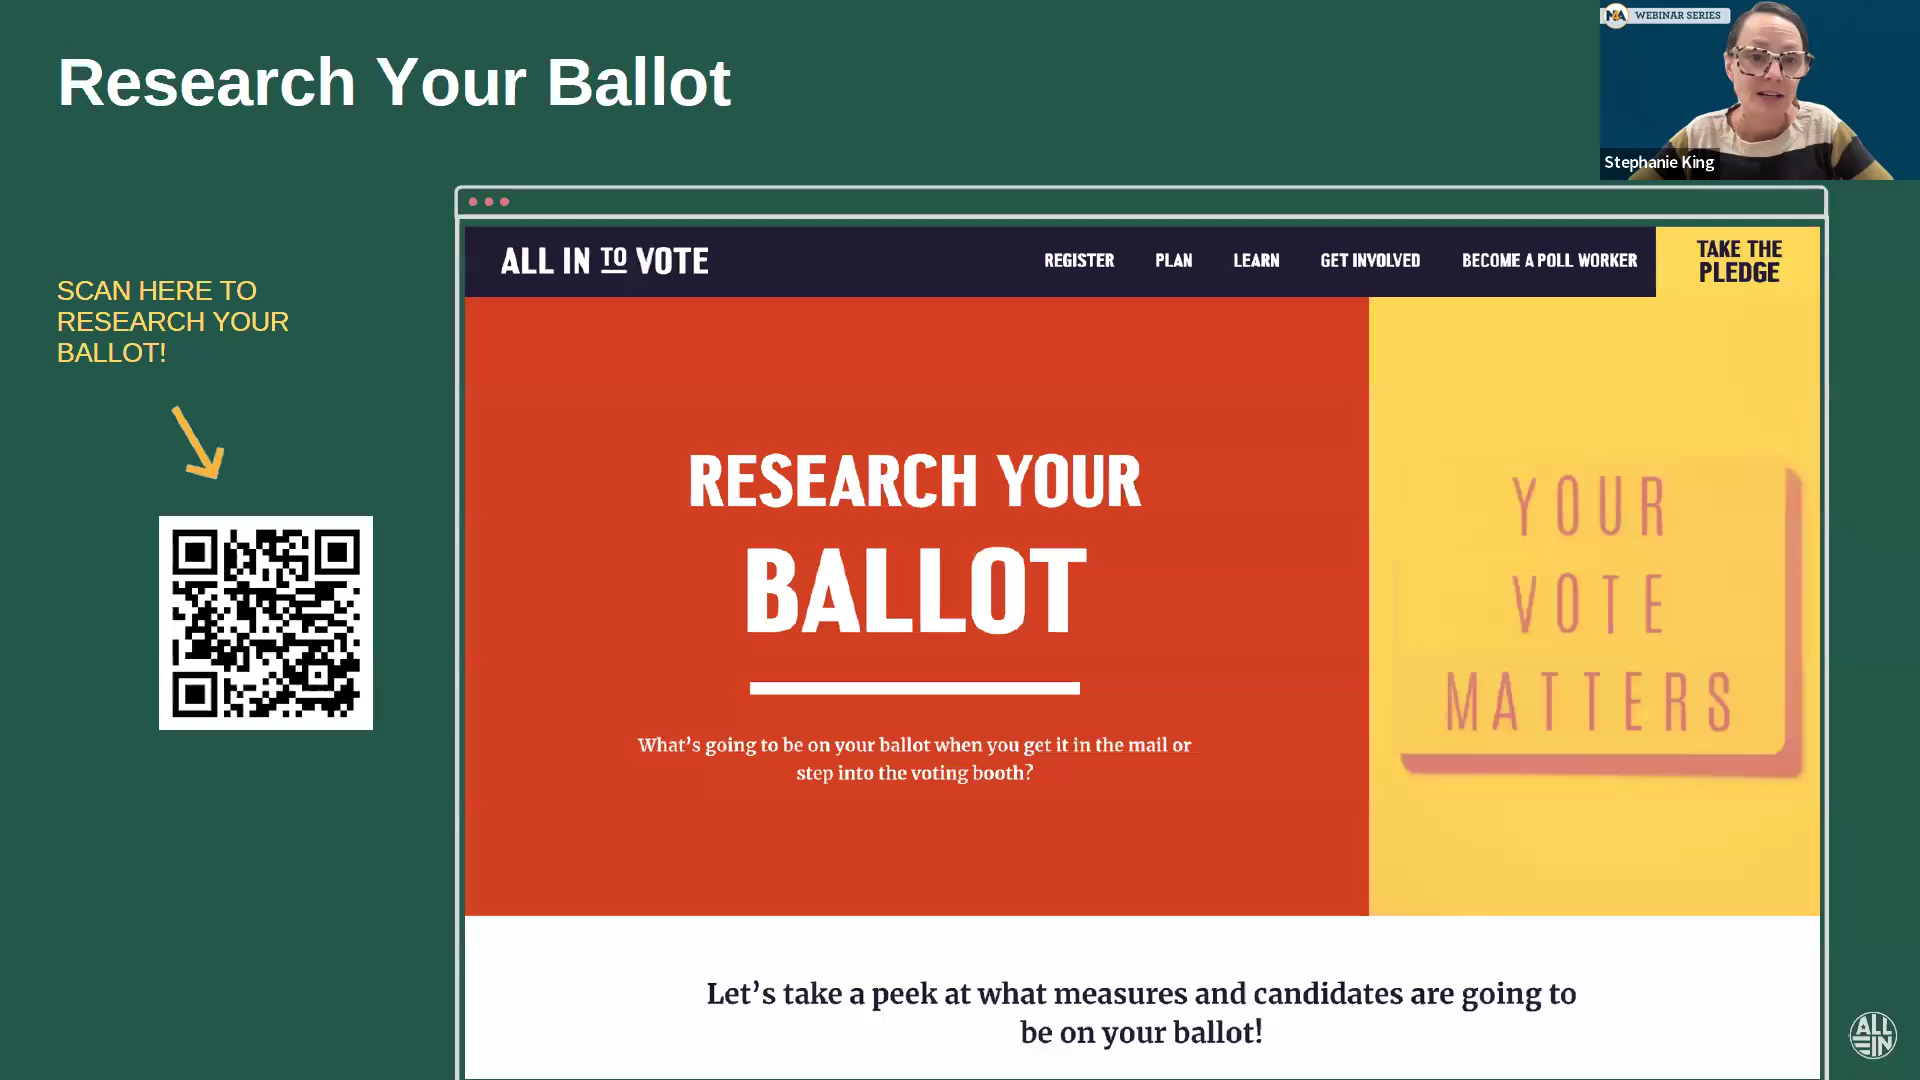 WEBINAR SERIES
Research Your Ballot
Stephanie King
SCAN HERE TO
RESEARCH YOUR
BALLOT!
ALL IN TO VOTE
REGISTER
PLAN
LEARN
GET INVOLVED
BECOME A POLL WORKER
TAKE THE
PLEDGE
RESEARCH YOUR
BALLOT
What's going to be on your ballot when you get it in the mail or
step into the voting booth?
YOUR
VOTE
MATTERS
Let's take a peek at what measures and candidates are going to
be on your ballot!
ALL
IN